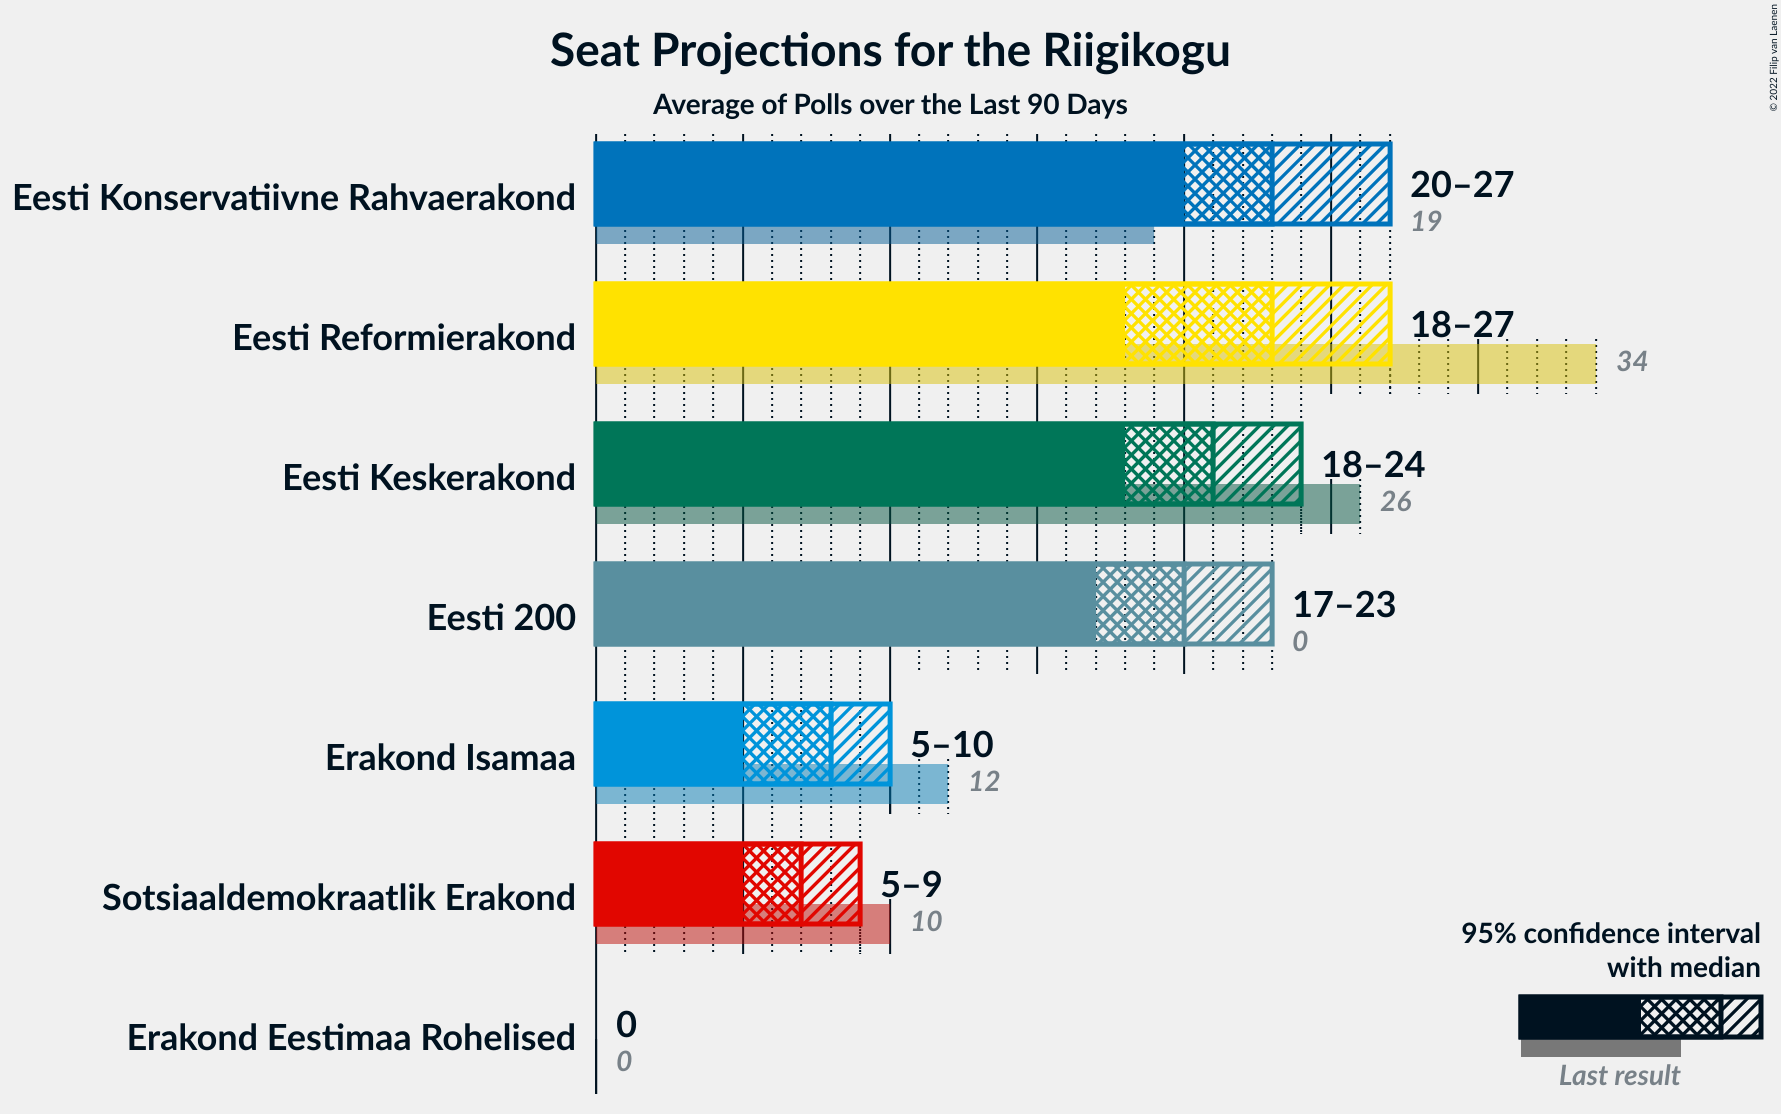 Seat Projections for the Riigikogu
Average of Polls over the Last 90 Days
© 2022 Filip van Laenen
Eesti Konservatiivne Rahvaerakond
20–27
19
Eesti Reformierakond
18–27
34
Eesti Keskerakond
18–24
26
Eesti 200
17–23
0
Erakond Isamaa
5–10
12
Sotsiaaldemokraatlik Erakond
5–9
10
Erakond Eestimaa Rohelised
0
0
95% confidence interval
with median
Last result